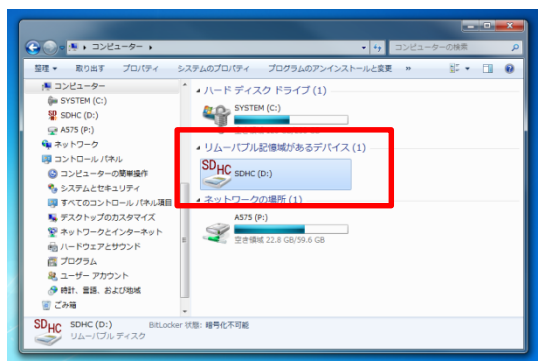 コンピューター
コンピューターの検索
整理 取り出す プロパティ システムのプロパティ プログラムのアンインストールと変更 »
コンピューター
SYSTEM (C:)
SDHC (D:)
A575 (P:)
ネットワーク
コントロール パネル
コンピューターの簡単操作
システムとセキュリティ
すべてのコントロール パネル項目
デスクトップのカスタマイズ
ネットワークとインターネット
ハードウェアとサウンド
プログラム
ユーザー アカウント
時計、言語、および地域
ごみ箱
ハード ディスク ドライブ (1)
SYSTEM (C:)
リムーバブル記憶域があるデバイス (1)
SDHC
SDHC (D:)
ネットワークの場所 (1)
A575 (P:)
空き領域 22.8 GB/59.6 GB
SDHC
SDHC (D:) BitLocker 状態: 暗号化不可能
リムーバブル ディスク